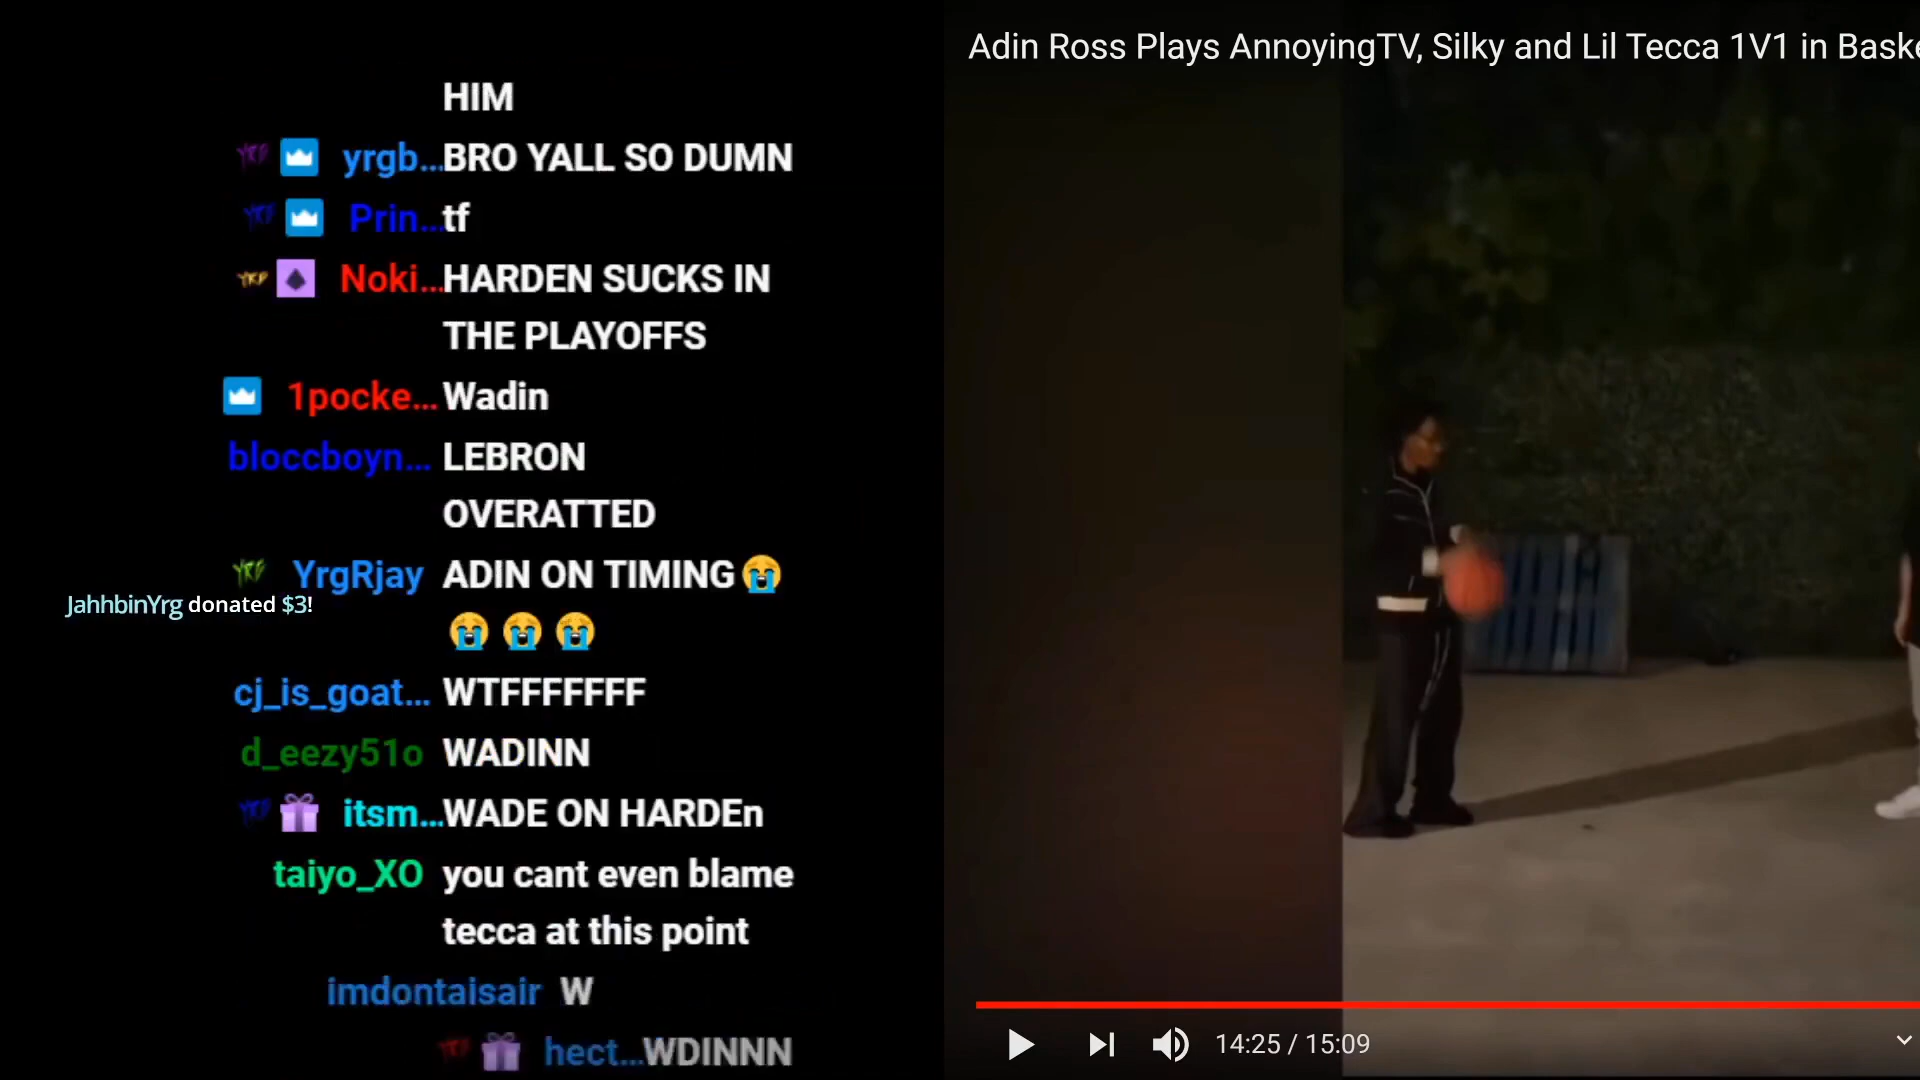 Adin Ross Plays AnnoyingTV, Silky and Lil Tecca 1V1 in Baske
HIM
yrgb...BRO YALL SO DUMN
Prin...tf
Noki...HARDEN SUCKS IN
THE PLAYOFFS
1pocke...Wadin
bloccboyn... LEBRON
OVERATTED
YrgRjay ADIN ON TIMING😭
😭 😭 😭
JahhbinYrg donated $3!
cj_is_goat... WTFFFFFFF
d_eezy51o WADINN
itsm...WADE ON HARDEn
taiyo_XO you cant even blame
tecca at this point
imdontaisair W
hect...WDINNN
14:25 / 15:09